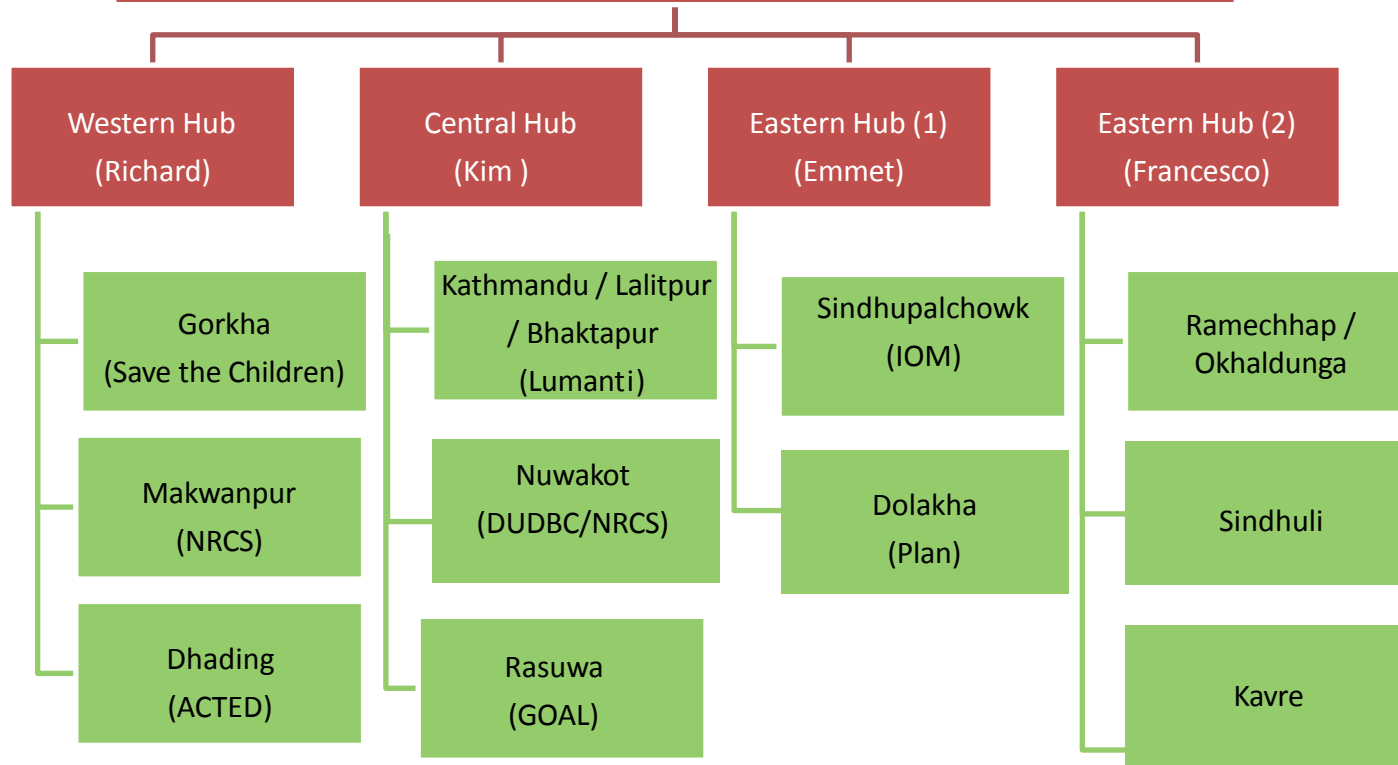 Western Hub
(Richard)
Central Hub
(Kim )
Eastern Hub (1)
(Emmet)
Eastern Hub (2)
(Francesco)
Gorkha
(Save the Children)
Makwanpur
(NRCS)
Dhading
(ACTED)
Kathmandu / Lalitpur
/ Bhaktapur
(Lumanti)
Nuwakot
(DUDBC/NRCS)
Rasuwa
(GOAL)
Sindhupalchowk
(IOM)
Dolakha
(Plan)
Ramechhap /
Okhaldunga
Sindhuli
Kavre